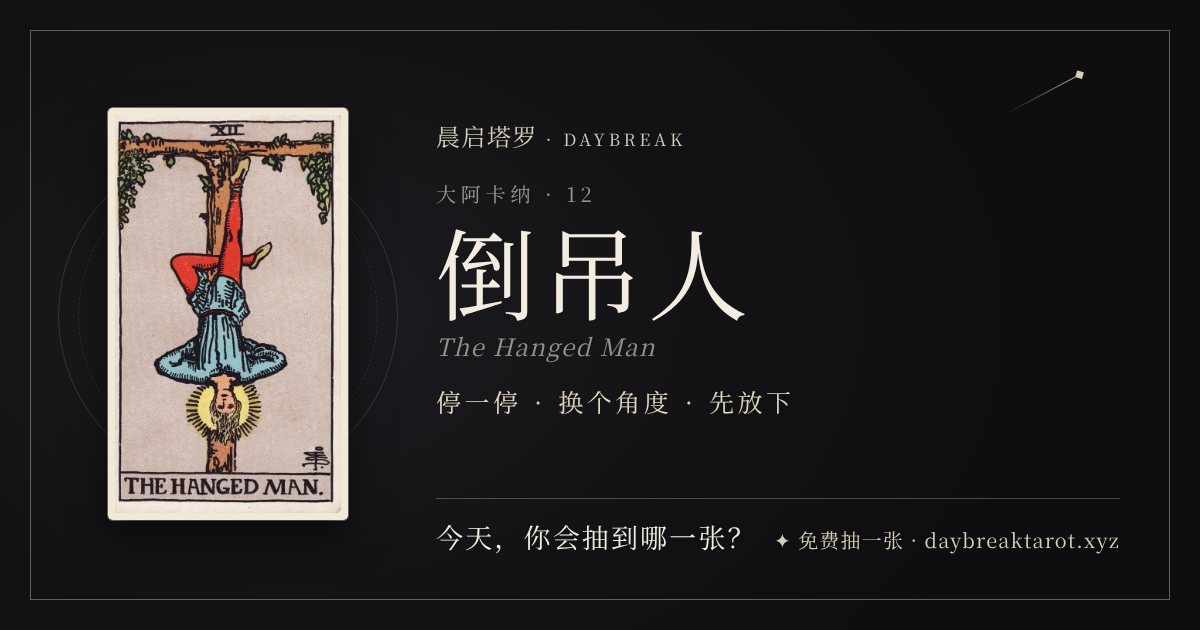 XII
THE HANGED MAN.
晨启塔罗 · DAYBREAK
大阿卡纳 · 12
倒吊人
The Hanged Man
停一停 · 换个角度 · 先放下
今天，你会抽到哪一张？ ✦ 免费抽一张 · daybreaktarot.xyz